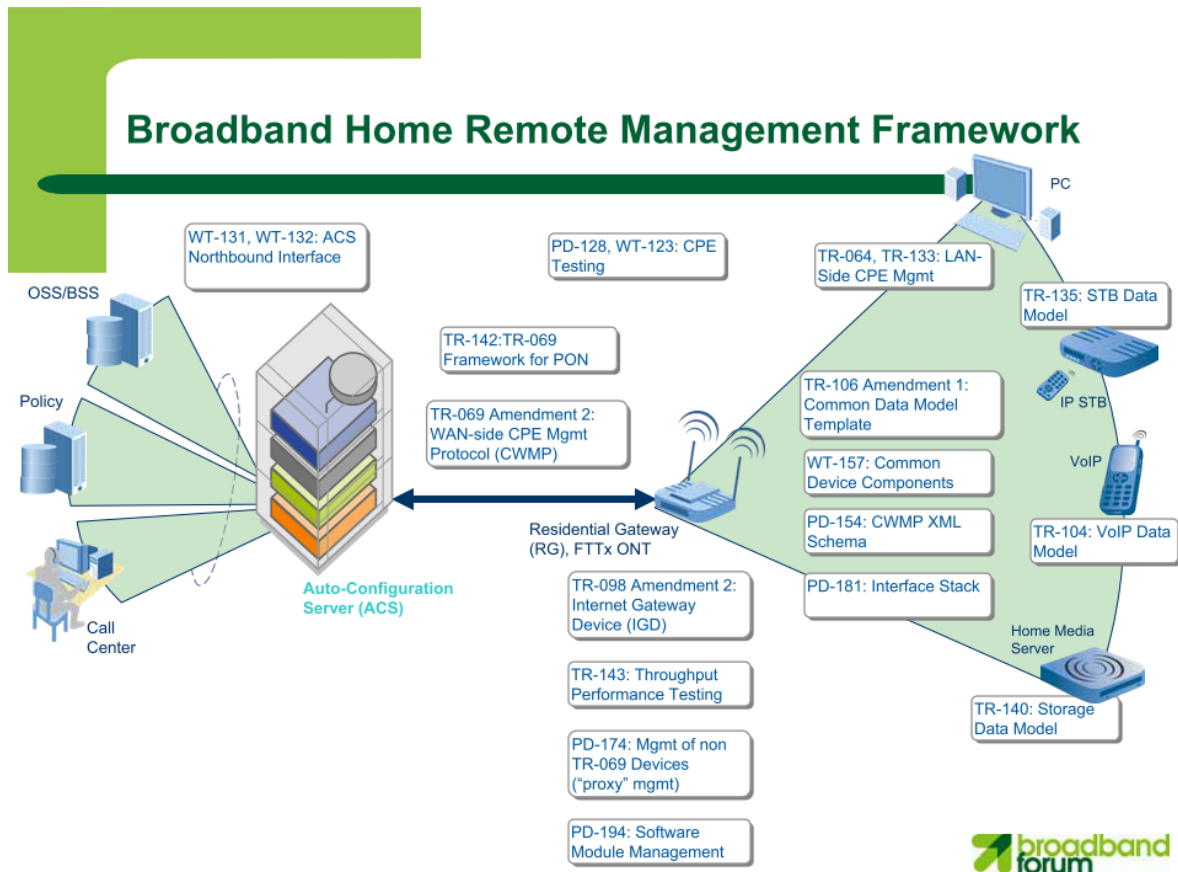 Broadband Home Remote Management Framework
PC
WT-131, WT-132: ACS
Northbound Interface
PD-128, WT-123: CPE
Testing
TR-064, TR-133: LAN-
Side CPE Mgmt
OSS/BSS
TR-135: STB Data
Model
TR-142:TR-069
Framework for PON
Policy
TR-069 Amendment 2:
WAN-side CPE Mgmt
Protocol (CWMP)
TR-106 Amendment 1:
Common Data Model
Template
IP STB
WT-157: Common
Device Components
VoIP
PD-154: CWMP XML
Schema
TR-104: VoIP Data
Model
Residential Gateway
(RG), FTTx ONT
Auto-Configuration
Server (ACS)
PD-181: Interface Stack
Call
Center
TR-098 Amendment 2:
Internet Gateway
Device (IGD)
Home Media
Server
TR-143: Throughput
Performance Testing
TR-140: Storage
Data Model
PD-174: Mgmt of non
TR-069 Devices
(“proxy” mgmt)
PD-194: Software
Module Management
broadband
forum